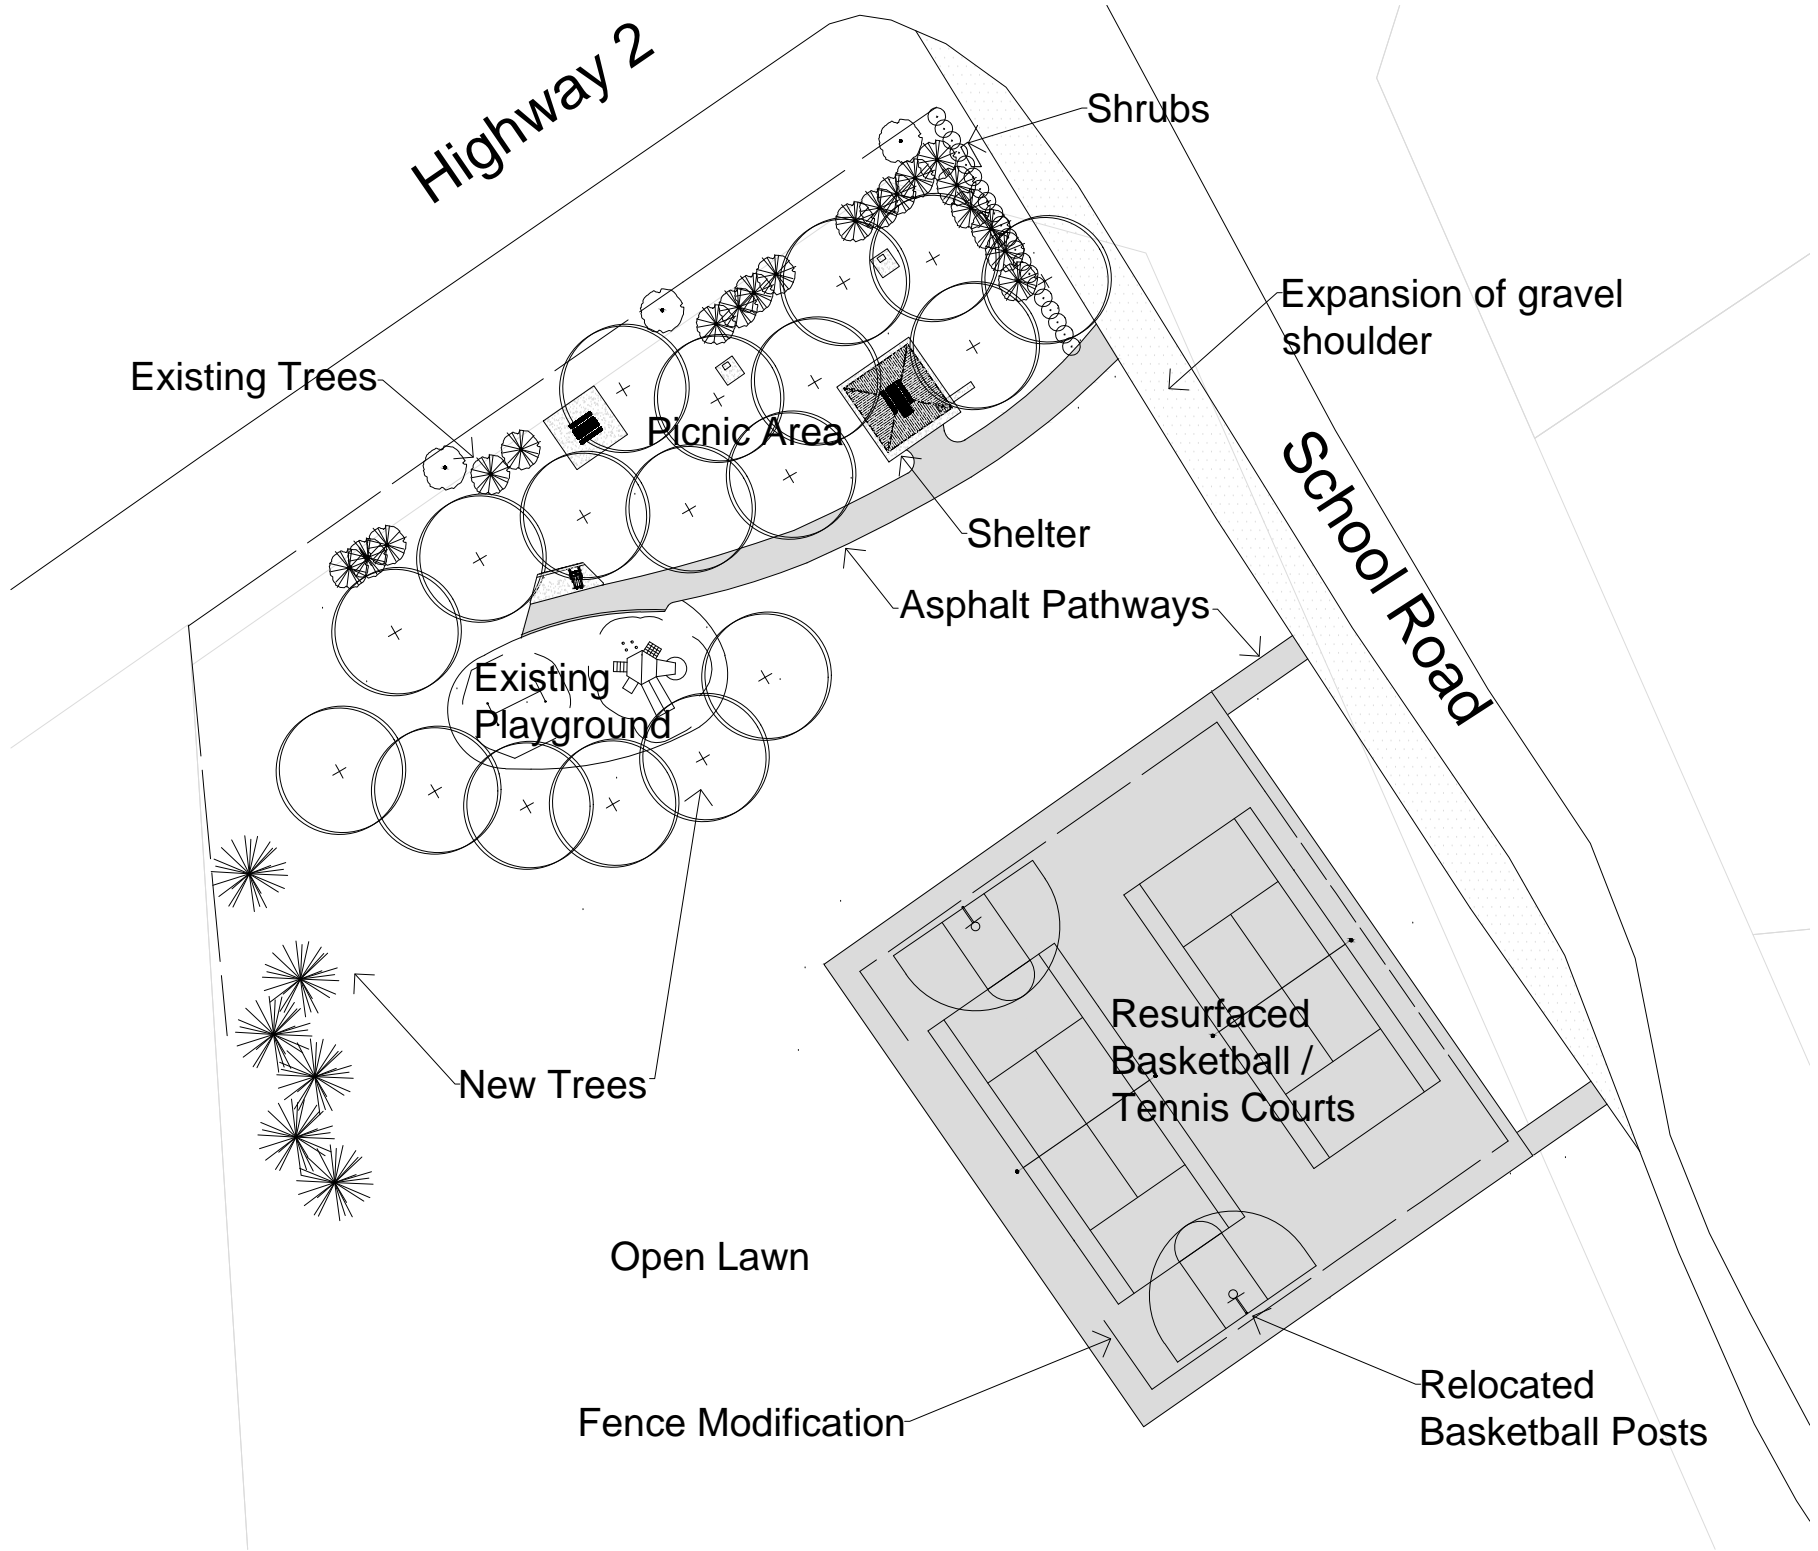 Highway 2
Shrubs
Expansion of gravel
shoulder
Existing Trees
Picnic Area
School Road
Shelter
Asphalt Pathways
Existing
Playground
Resurfaced
Basketball /
Tennis Courts
New Trees
Open Lawn
Relocated
Basketball Posts
Fence Modification